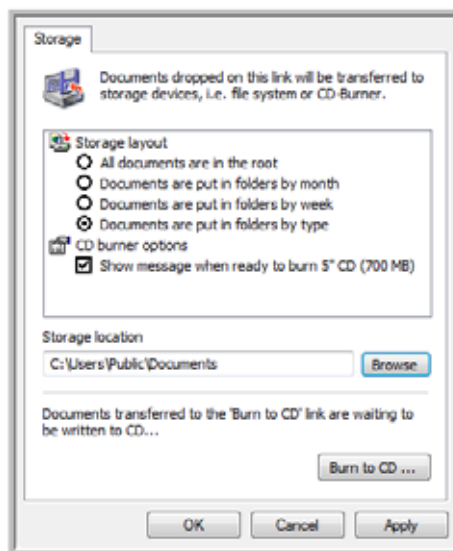 Storage
Documents dropped on this link will be transferred to
storage devices, i.e. file system or CD-Burner.
Storage layout
All documents are in the root
Documents are put in folders by month
Documents are put in folders by week
Documents are put in folders by type
CD burner options
Show message when ready to burn 5" CD (700 MB)
Storage location
C:\Users\Public\Documents
Browse
Documents transferred to the 'Burn to CD' link are waiting to
be written to CD...
Burn to CD ...
OK Cancel Apply